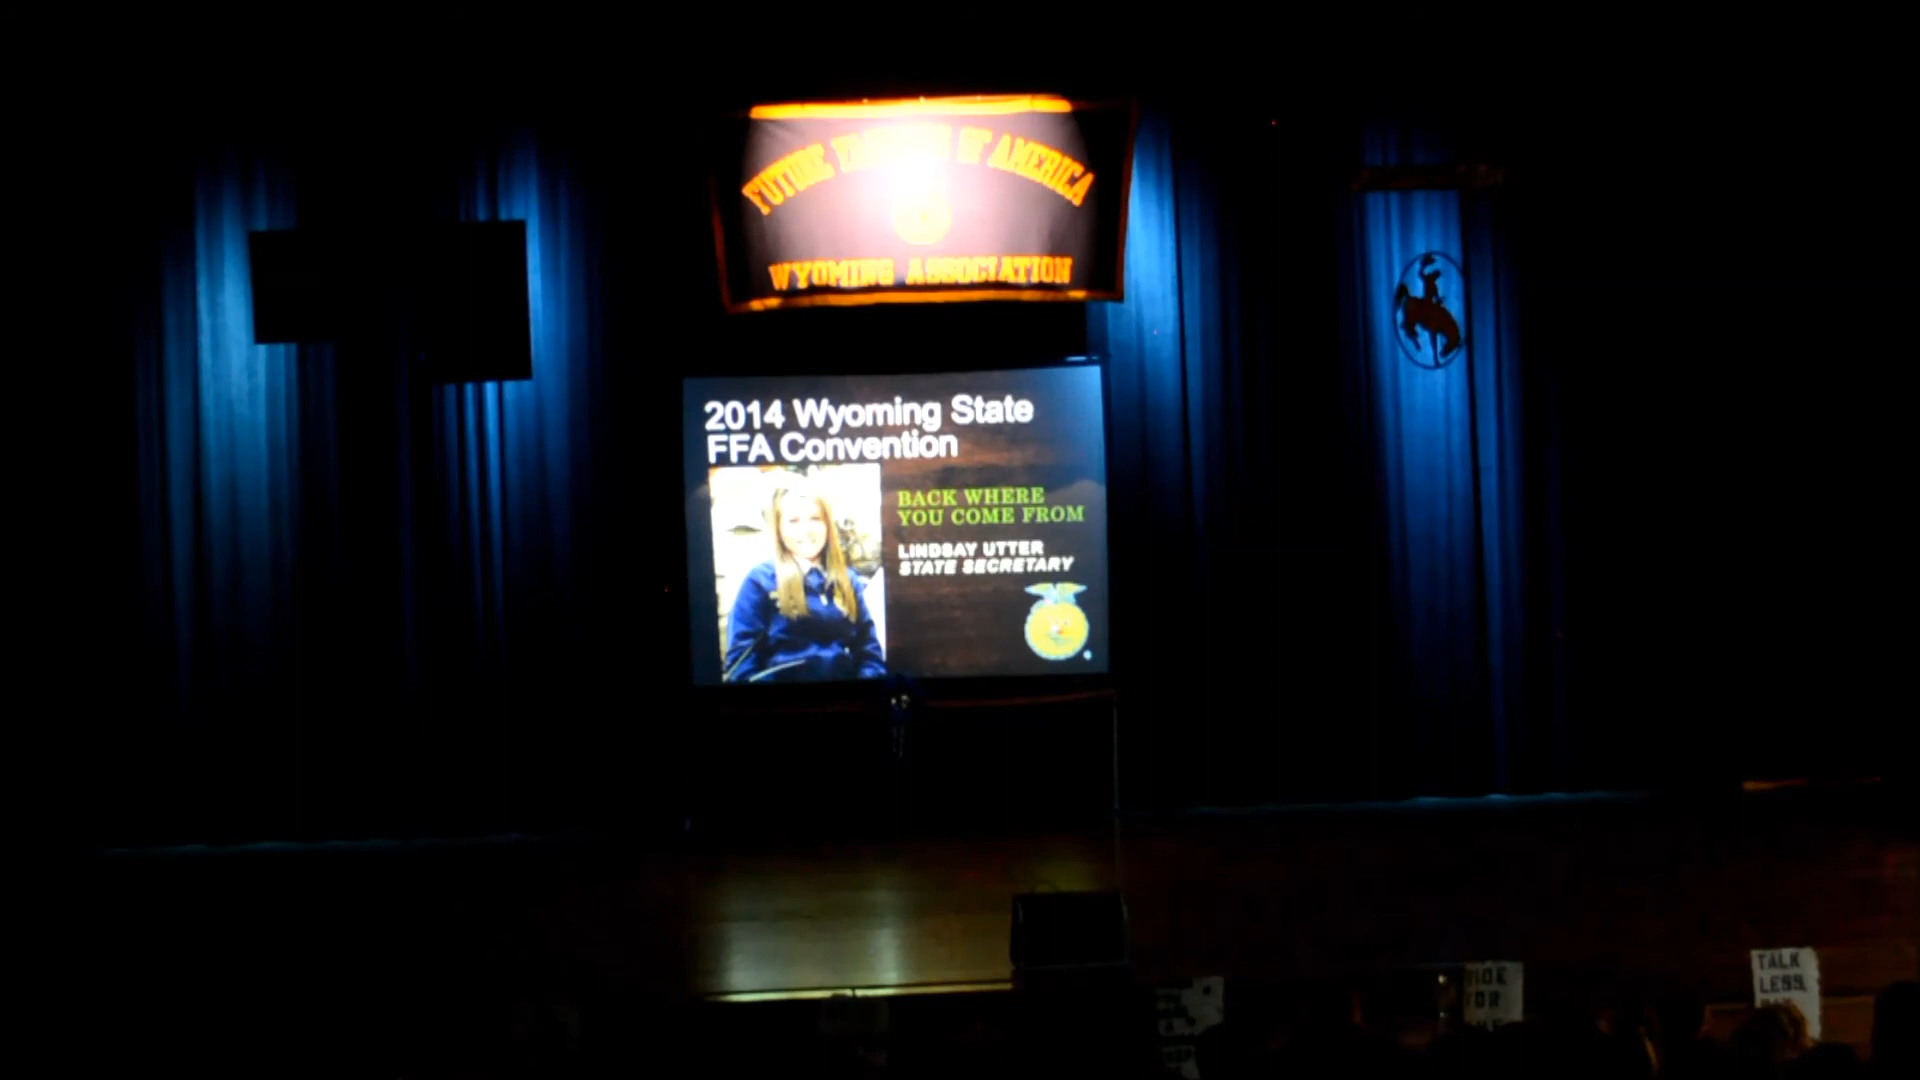 FUTURE FARMERS OF AMERICA
WYOMING ASSOCIATION
2014 Wyoming State
FFA Convention
BACK WHERE
YOU COME FROM
LINDSAY UTTER
STATE SECRETARY
FOR
TALK
LESS,